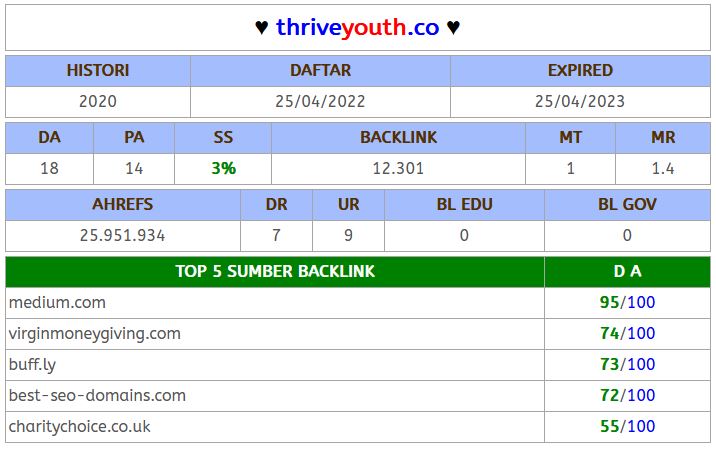 ♥ thriveyouth.co ♥
HISTORI DAFTAR EXPIRED
2020 25/04/2022 25/04/2023
DA PA SS BACKLINK MT MR
18 14 3% 12.301 1 1.4
AHREFS DR UR BL EDU BL GOV
25.951.934 7 9 0 0
TOP 5 SUMBER BACKLINK D A
medium.com 95/100
virginmoneygiving.com 74/100
buff.ly 73/100
best-seo-domains.com 72/100
charitychoice.co.uk 55/100